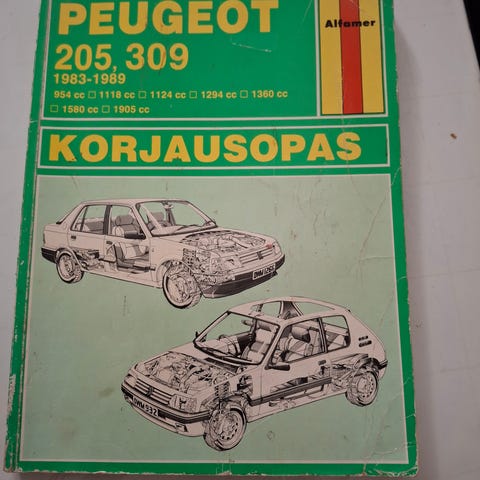 PEUGEOT
205, 309
1983-1989
954 cc □ 1118 cc □ 1124 cc □ 1294 cc □ 1360 cc
□ 1580 cc □ 1905 cc
Alfamer
KORJAUSOPAS